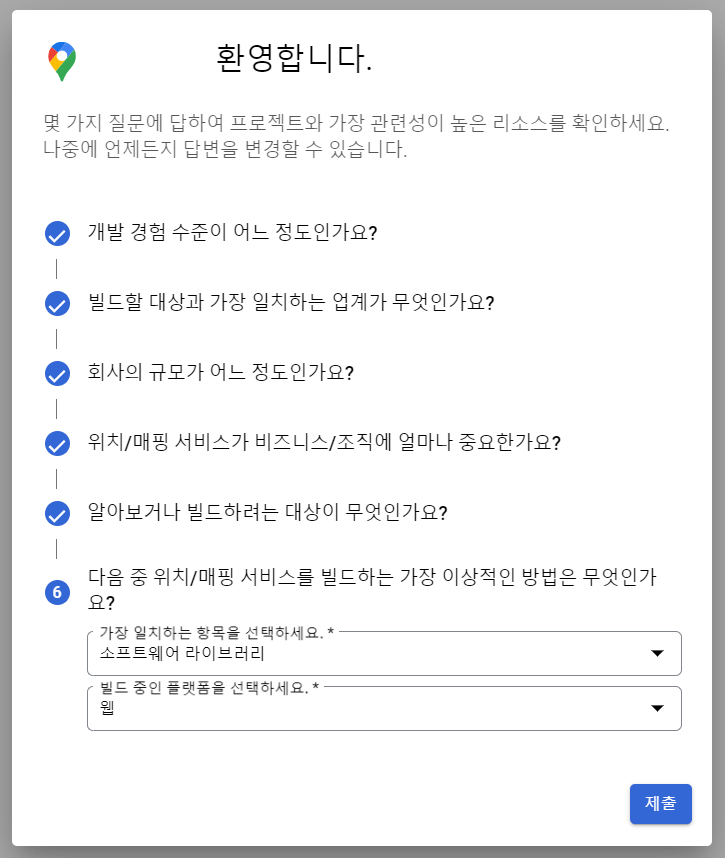 환영합니다.
몇 가지 질문에 답하여 프로젝트와 가장 관련성이 높은 리소스를 확인하세요.
나중에 언제든지 답변을 변경할 수 있습니다.
개발 경험 수준이 어느 정도인가요?
빌드할 대상과 가장 일치하는 업계가 무엇인가요?
회사의 규모가 어느 정도인가요?
위치/매핑 서비스가 비즈니스/조직에 얼마나 중요한가요?
알아보거나 빌드하려는 대상이 무엇인가요?
6 다음 중 위치/매핑 서비스를 빌드하는 가장 이상적인 방법은 무엇인가
요?
가장 일치하는 항목을 선택하세요. *
소프트웨어 라이브러리
빌드 중인 플랫폼을 선택하세요. *
웹
제출